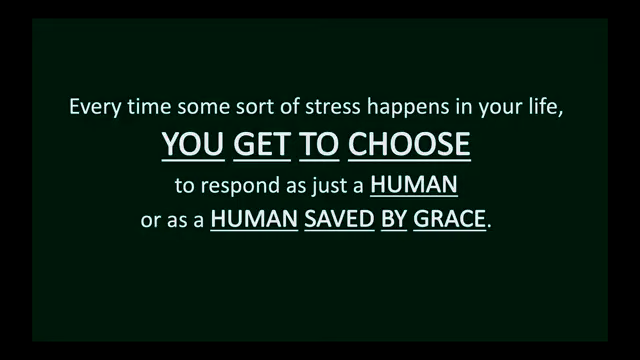 Every time some sort of stress happens in your life,
YOU GET TO CHOOSE
to respond as just a HUMAN
or as a HUMAN SAVED BY GRACE.